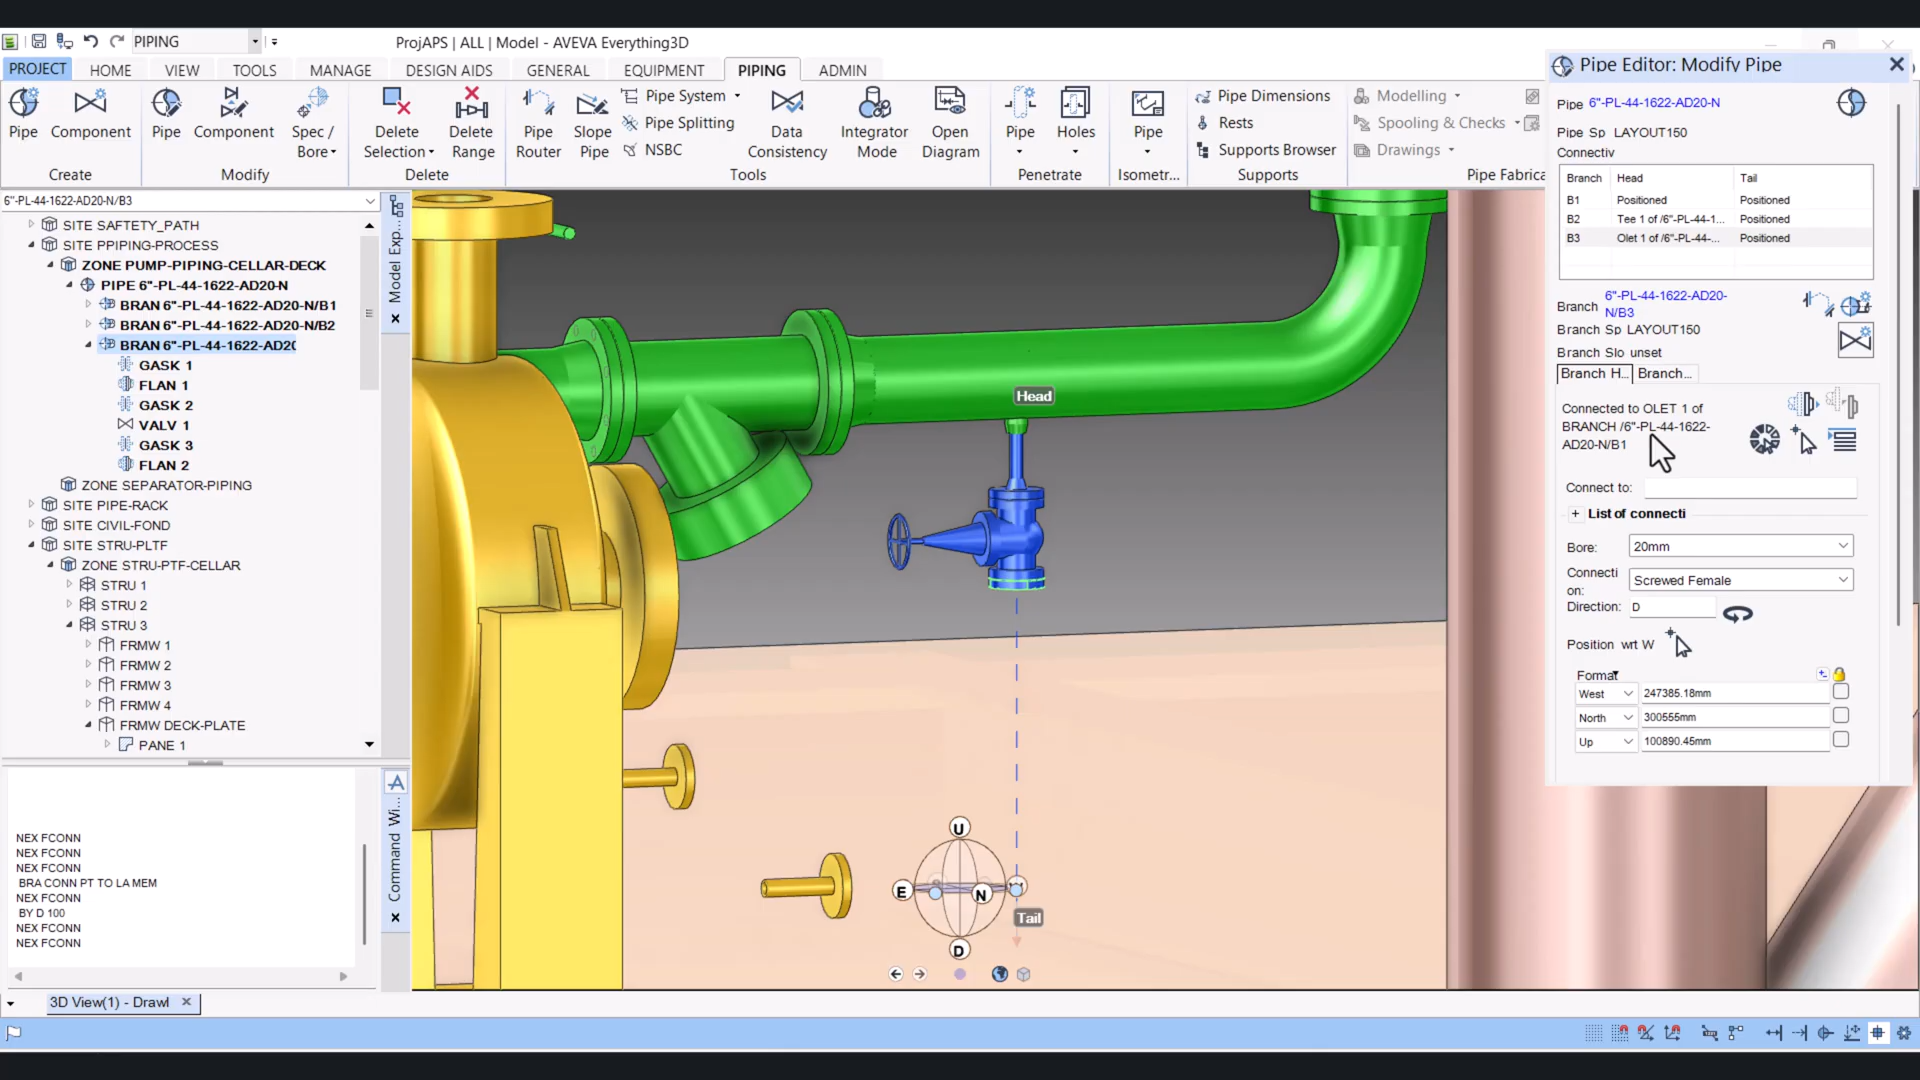 PIPING
ProjAPS | ALL | Model - AVEVA Everything3D
PROJECT
HOME
VIEW
TOOLS
MANAGE
DESIGN AIDS
GENERAL
EQUIPMENT
PIPING
ADMIN
Pipe
Component
Create
Pipe
Component
Spec /
Bore
Modify
Delete
Selection
Delete
Range
Delete
Pipe
Router
Slope
Pipe
Pipe System
Pipe Splitting
NSBC
Data
Consistency
Integrator
Mode
Open
Diagram
Tools
Pipe
Holes
Penetrate
Pipe
Isometr...
Pipe Dimensions
Rests
Supports Browser
Supports
Modelling
Spooling & Checks
Drawings
Pipe Fabrica
6"-PL-44-1622-AD20-N/B3
SITE SAFTETY_PATH
SITE PPIPING-PROCESS
ZONE PUMP-PIPING-CELLAR-DECK
PIPE 6"-PL-44-1622-AD20-N
BRAN 6"-PL-44-1622-AD20-N/B1
BRAN 6"-PL-44-1622-AD20-N/B2
BRAN 6"-PL-44-1622-AD20
GASK 1
FLAN 1
GASK 2
VALV 1
GASK 3
FLAN 2
ZONE SEPARATOR-PIPING
SITE PIPE-RACK
SITE CIVIL-FOND
SITE STRU-PLTF
ZONE STRU-PTF-CELLAR
STRU 1
STRU 2
STRU 3
FRMW 1
FRMW 2
FRMW 3
FRMW 4
FRMW DECK-PLATE
PANE 1
Model Exp...
NEX FCONN
NEX FCONN
NEX FCONN
BRA CONN PT TO LA MEM
NEX FCONN
BY D 100
NEX FCONN
NEX FCONN
Command Wi...
3D View(1) - Drawl
Head
Tail
U
E
N
D
Pipe Editor: Modify Pipe
Pipe 6"-PL-44-1622-AD20-N
Pipe Sp LAYOUT150
Connectiv
Branch Head Tail
B1 Positioned Positioned
B2 Tee 1 of /6"-PL-44-1... Positioned
B3 Olet 1 of /6"-PL-44-... Positioned
Branch 6"-PL-44-1622-AD20-
N/B3
Branch Sp LAYOUT150
Branch Slo unset
Branch H...
Branch...
Connected to OLET 1 of
BRANCH /6"-PL-44-1622-
AD20-N/B1
Connect to:
+ List of connecti
Bore: 20mm
Connecti
on: Screwed Female
Direction: D
Position wrt W
Format
West 247385.18mm
North 300555mm
Up 100890.45mm